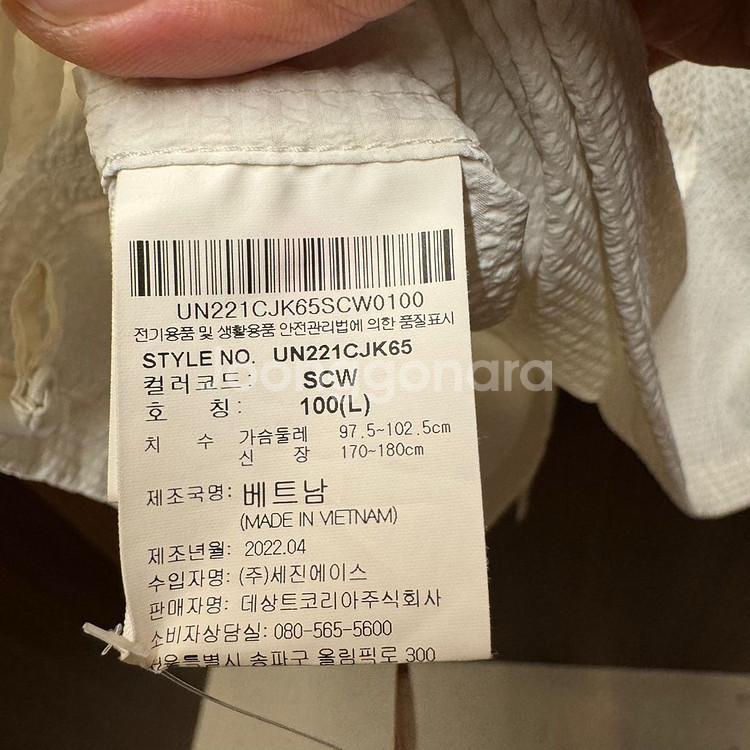 UN221CJK65SCW0100
전기용품 및 생활용품 안전관리법에 의한 품질표시
STYLE NO. UN221CJK65
컬러코드: SCW
호 칭: 100(L)
치 수 가슴둘레 97.5~102.5cm
신 장 170~180cm
제조국명: 베트남
(MADE IN VIETNAM)
제조년월: 2022.04
수입자명: (주)세진에이스
판매자명: 데상트코리아주식회사
소비자상담실: 080-565-5600
서울특별시 송파구 올림픽로 300